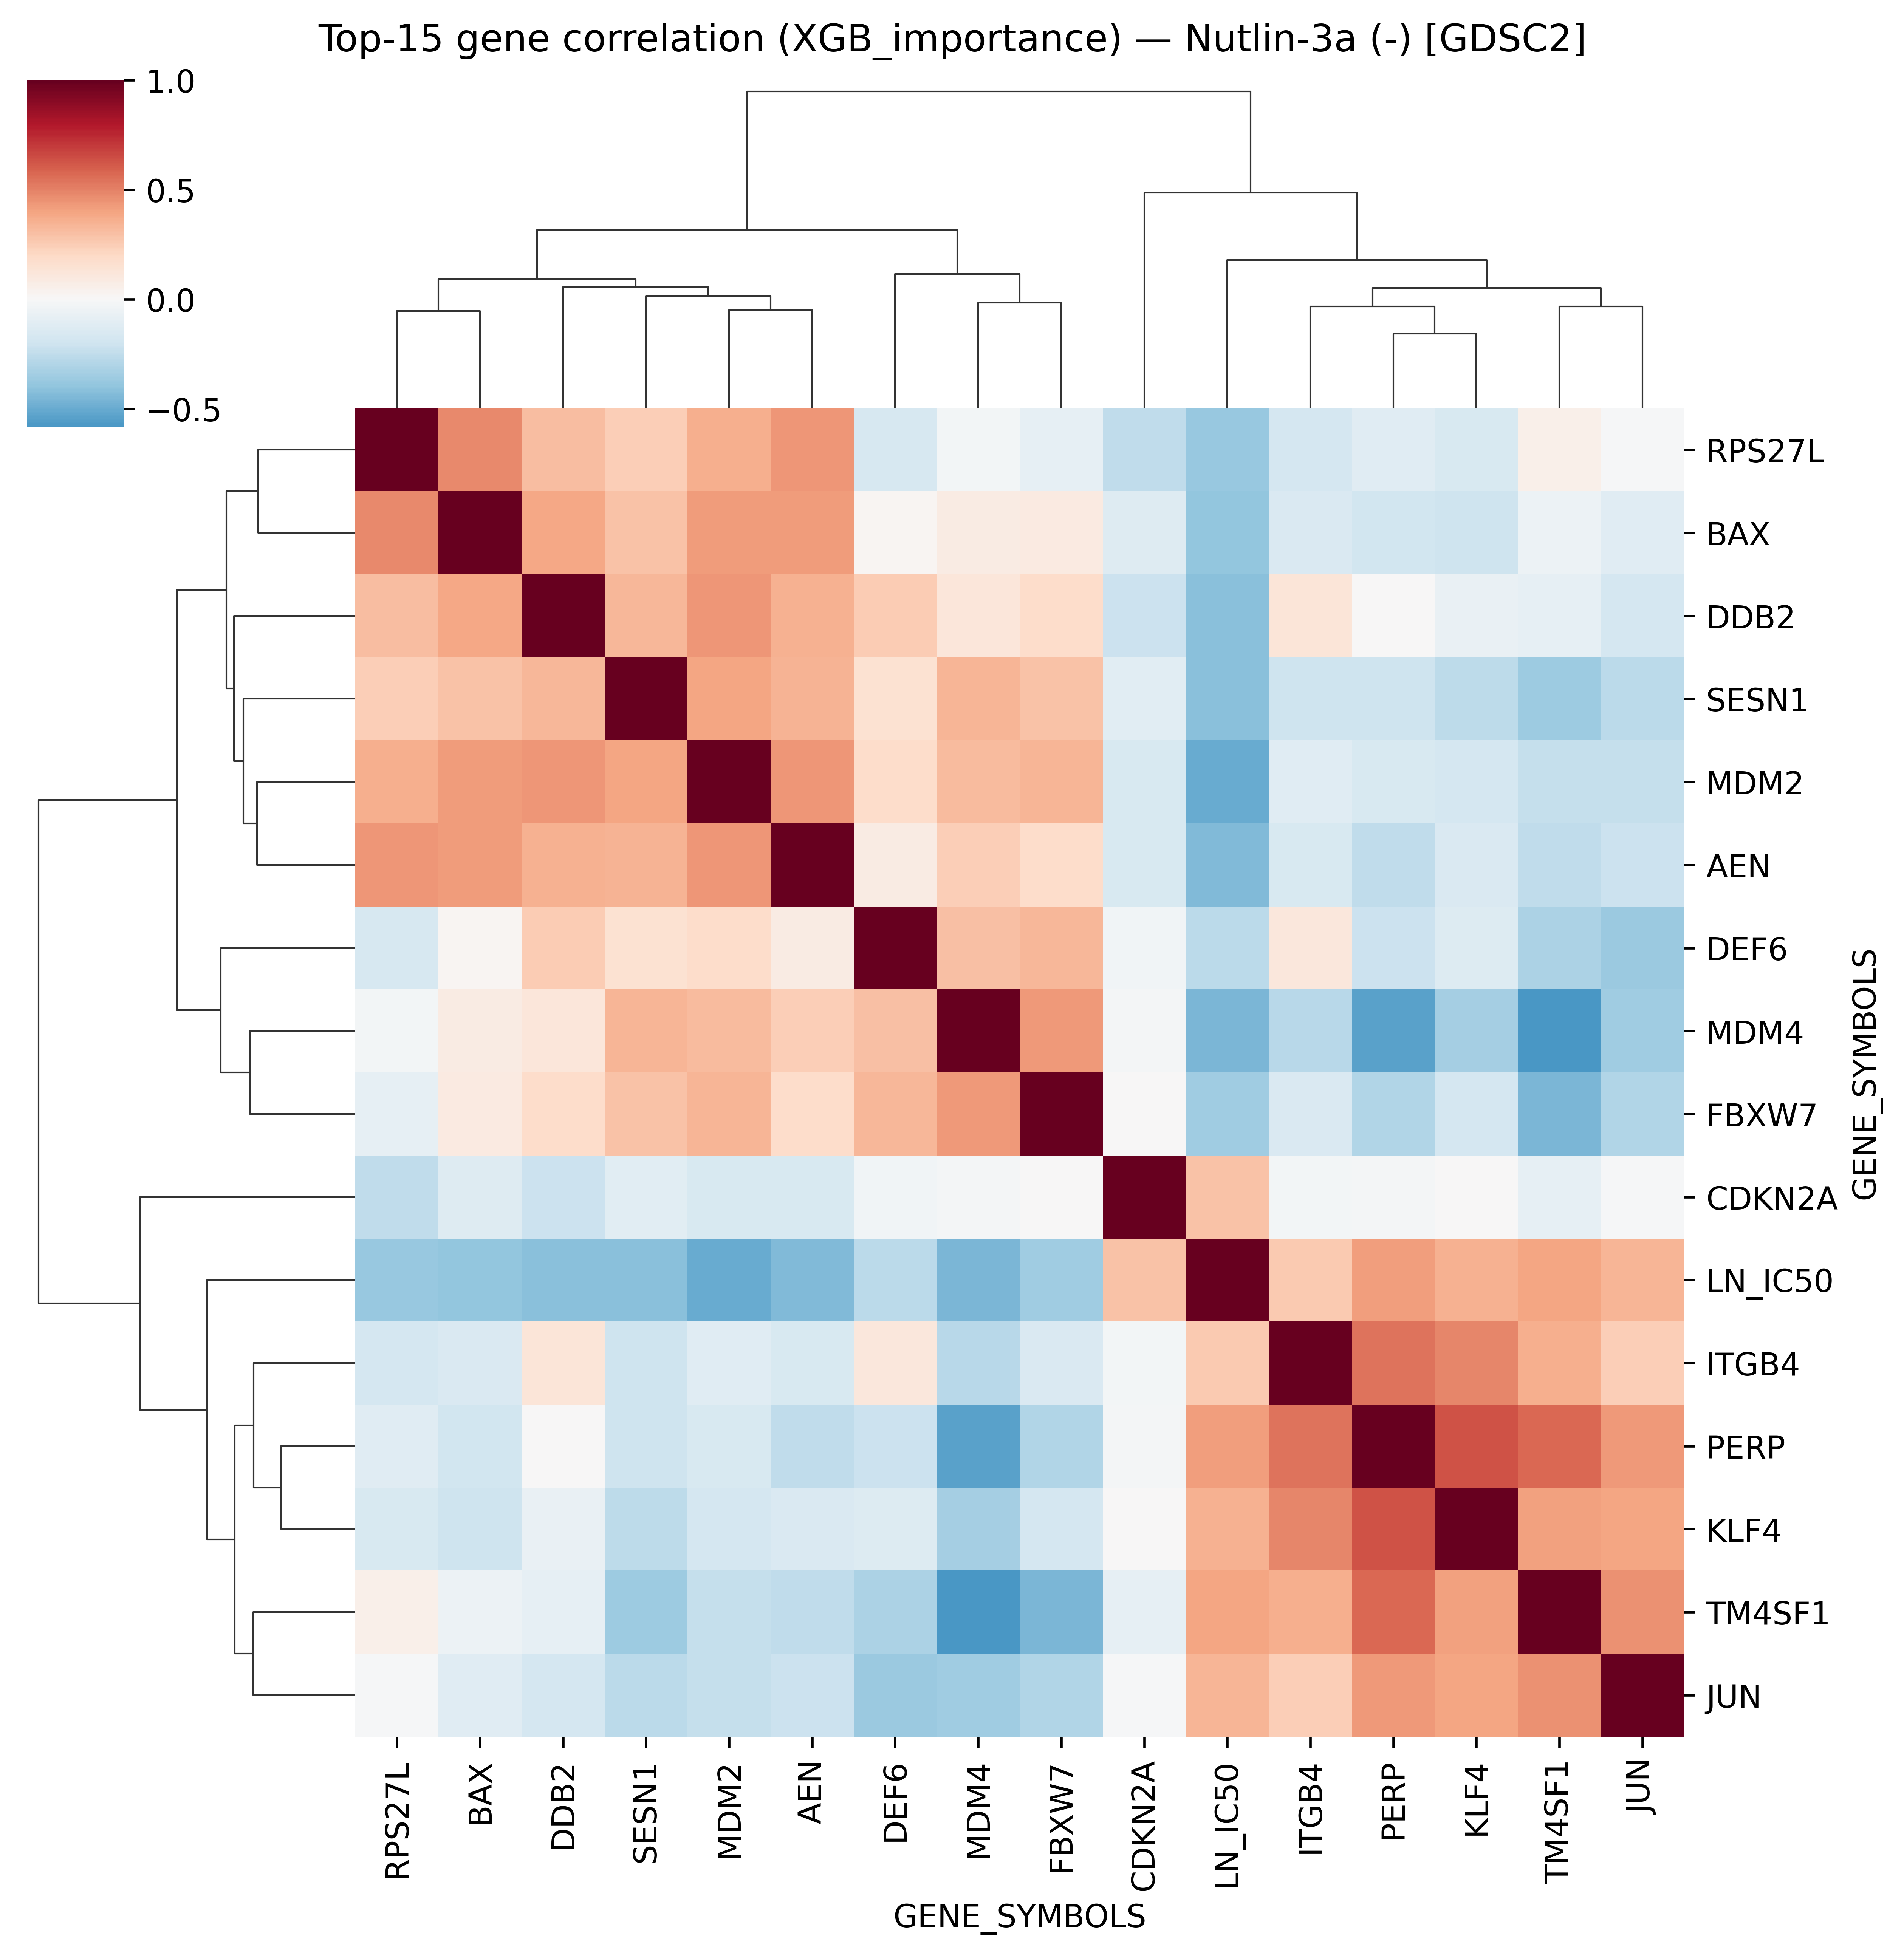 Top-15 gene correlation (XGB_importance) — Nutlin-3a (-) [GDSC2]
1.0
0.5
0.0
−0.5
RPS27L
BAX
DDB2
SESN1
MDM2
AEN
DEF6
MDM4
FBXW7
CDKN2A
LN_IC50
ITGB4
PERP
KLF4
TM4SF1
JUN
GENE_SYMBOLS
RPS27L
BAX
DDB2
SESN1
MDM2
AEN
DEF6
MDM4
FBXW7
CDKN2A
LN_IC50
ITGB4
PERP
KLF4
TM4SF1
JUN
GENE_SYMBOLS